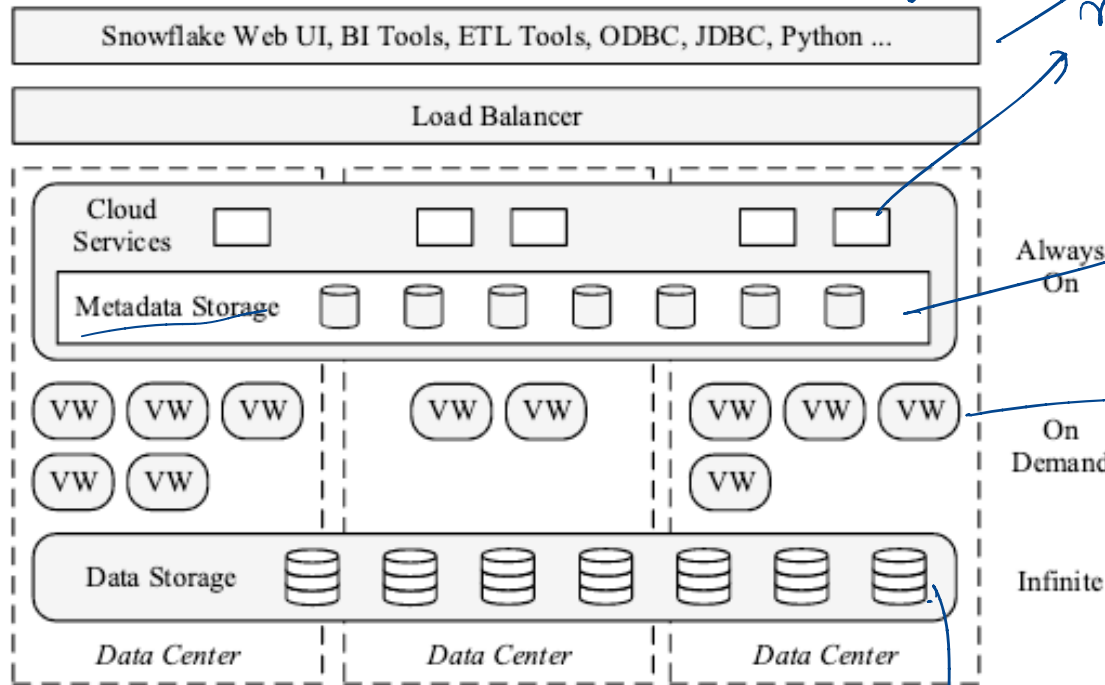 Snowflake Web UI, BI Tools, ETL Tools, ODBC, JDBC, Python ...
Load Balancer
Cloud
Services
Always
On
Metadata Storage
VW VW VW VW VW VW VW VW
On
Demand
VW VW VW
Data Storage
Infinite
Data Center Data Center Data Center